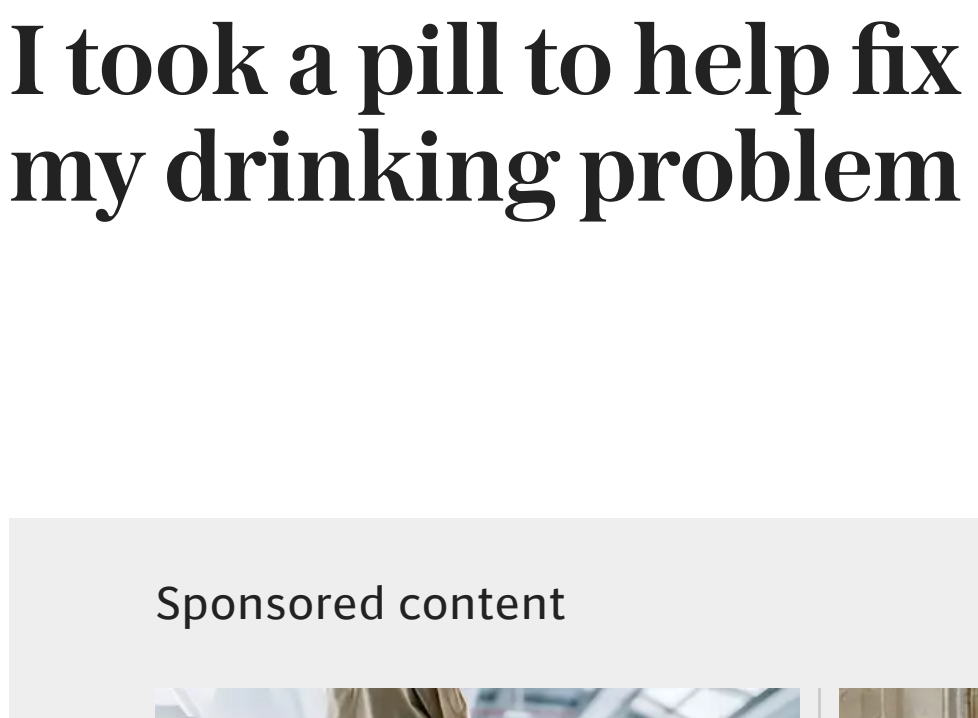 I took a pill to help fix
my drinking problem
Sponsored content